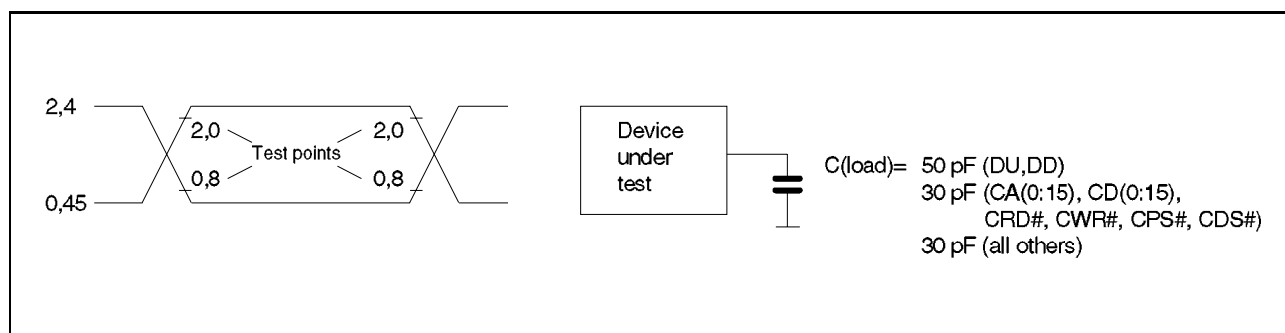 2,4
2,0
2,0
Test points
0,8
0,8
0,45
Device
under
test
C(load)= 50 pF (DU,DD)
30 pF (CA(0:15), CD(0:15),
CRD#, CWR#, CPS#, CDS#)
30 pF (all others)